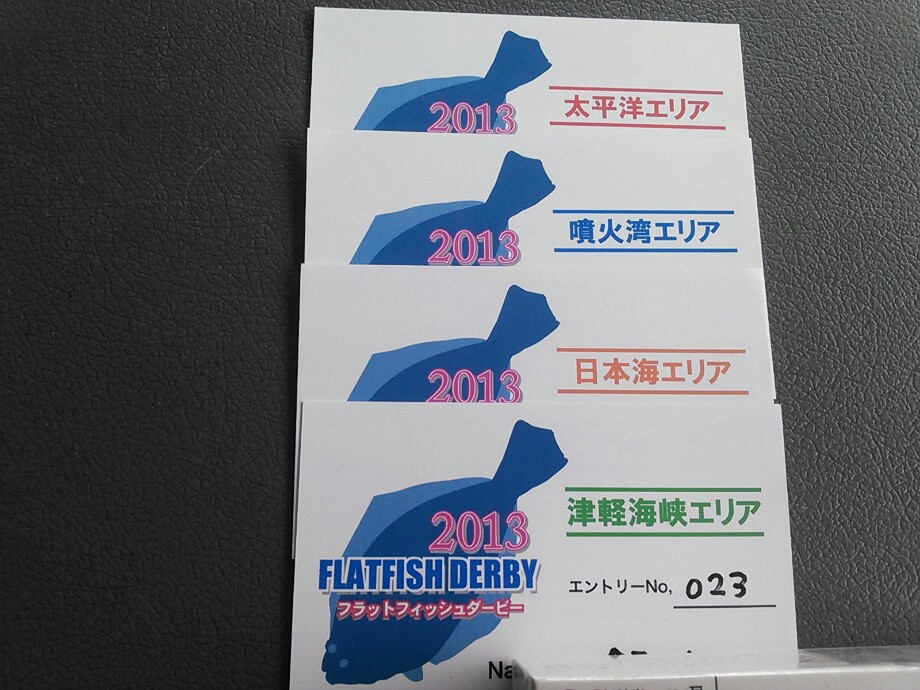 2013
太平洋エリア
2013
噴火湾エリア
2013
日本海エリア
2013
FLATFISH DERBY
フラットフィッシュダービー
津軽海峡エリア
エントリーNo, 023